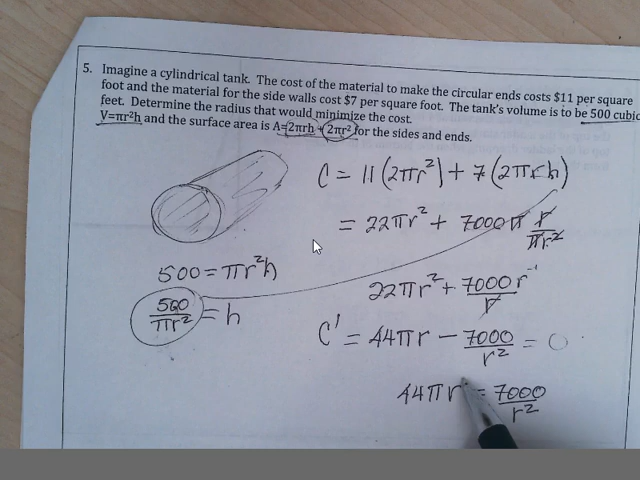 5. Imagine a cylindrical tank. The cost of the material to make the circular ends costs $11 per square
foot and the material for the side walls cost $7 per square foot. The tank's volume is to be 500 cubic
feet. Determine the radius that would minimize the cost.
V=πr²h and the surface area is A=2πrh + 2πr² for the sides and ends.
C = 11(2πr²) + 7(2πrh)
= 22πr² + 7000π r/πr²
500 = πr²h
22πr² + 7000r⁻¹/r
500/πr² = h
C' = 44πr − 7000/r² = 0
44πr = 7000/r²